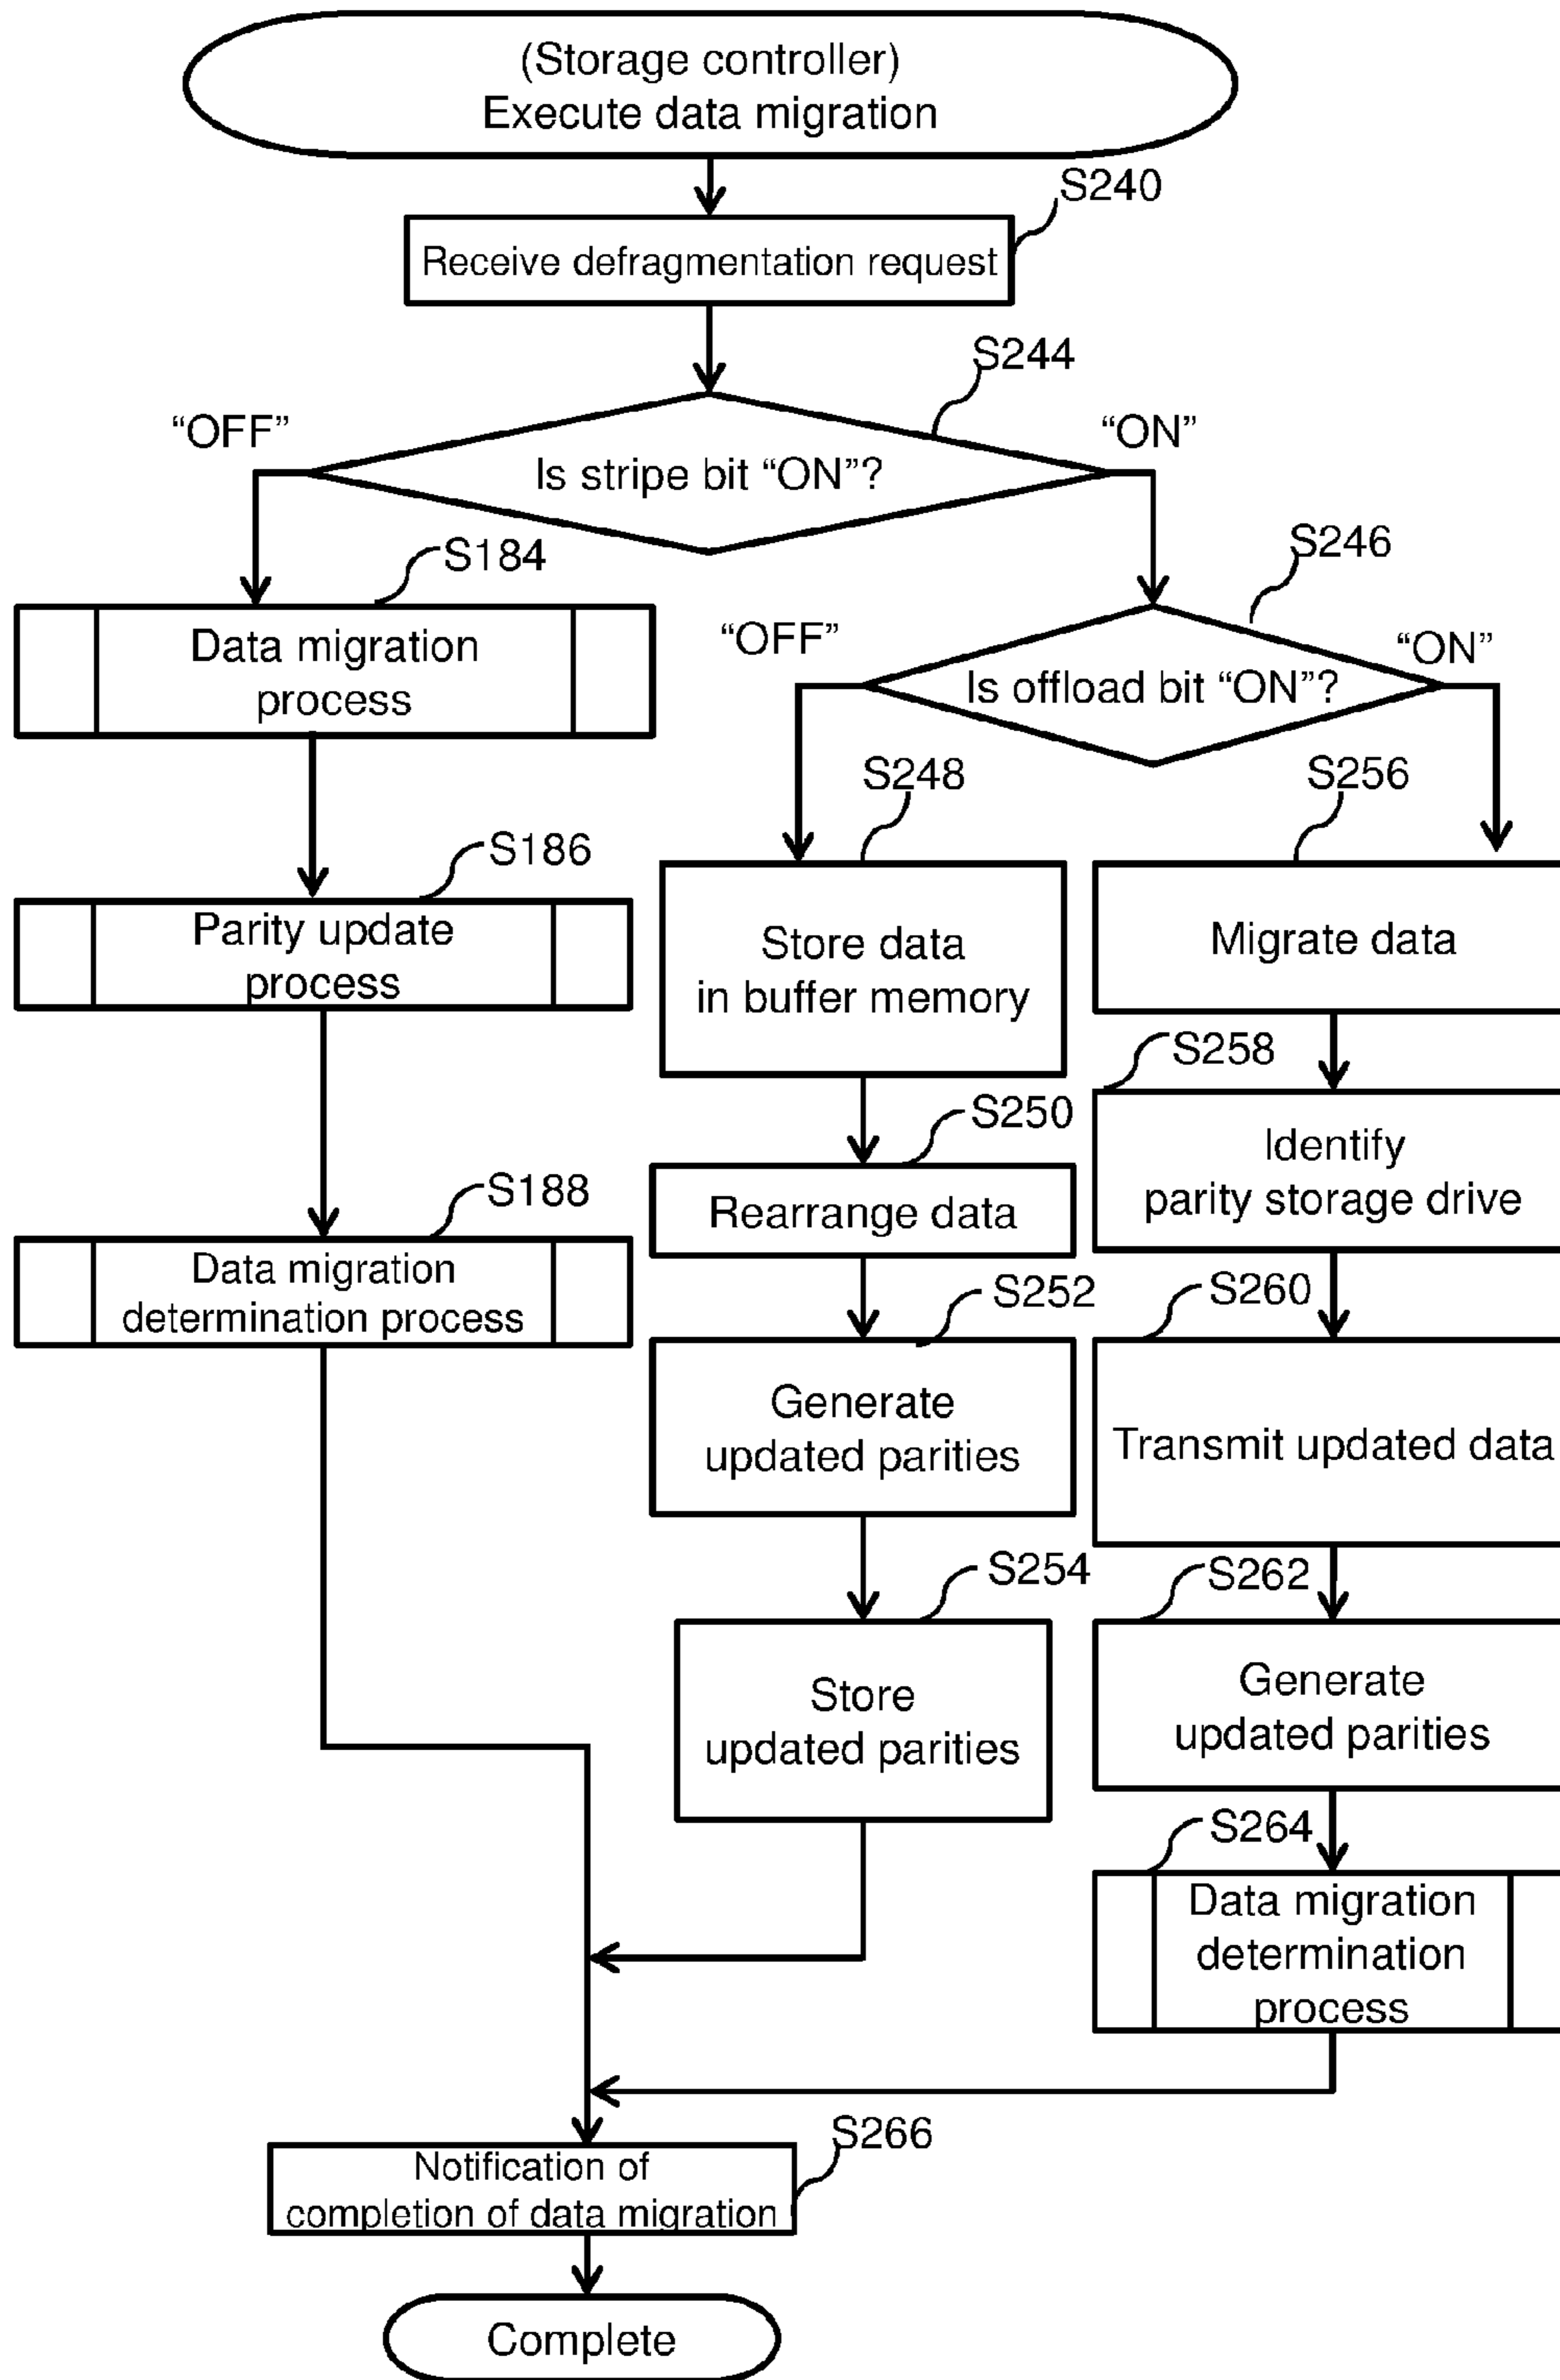 (Storage controller)
Execute data migration
S240
Receive defragmentation request
S244
“OFF”
“ON”
Is stripe bit “ON”?
S184
Data migration
process
S246
“OFF”
“ON”
Is offload bit “ON”?
S186
Parity update
process
S188
Data migration
determination process
S248
Store data
in buffer memory
S250
Rearrange data
S252
Generate
updated parities
S254
Store
updated parities
S256
Migrate data
S258
Identify
parity storage drive
S260
Transmit updated data
S262
Generate
updated parities
S264
Data migration
determination
process
S266
Notification of
completion of data migration
Complete